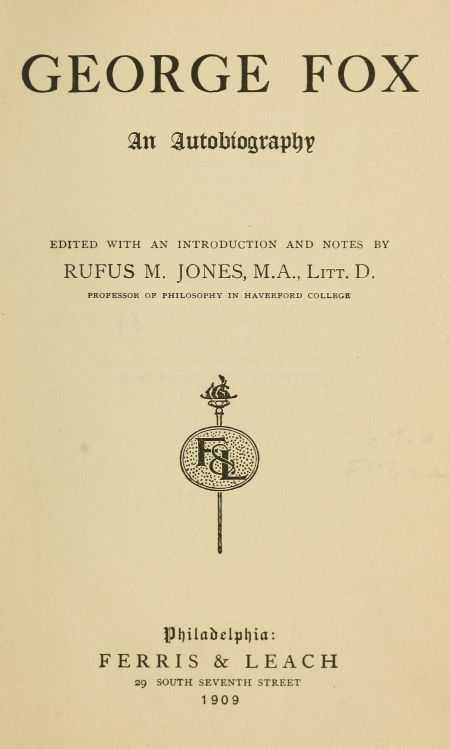 GEORGE FOX
An Autobiography
EDITED WITH AN INTRODUCTION AND NOTES BY
RUFUS M. JONES, M.A., LITT. D.
PROFESSOR OF PHILOSOPHY IN HAVERFORD COLLEGE
F&L
Philadelphia:
FERRIS & LEACH
29 SOUTH SEVENTH STREET
1909